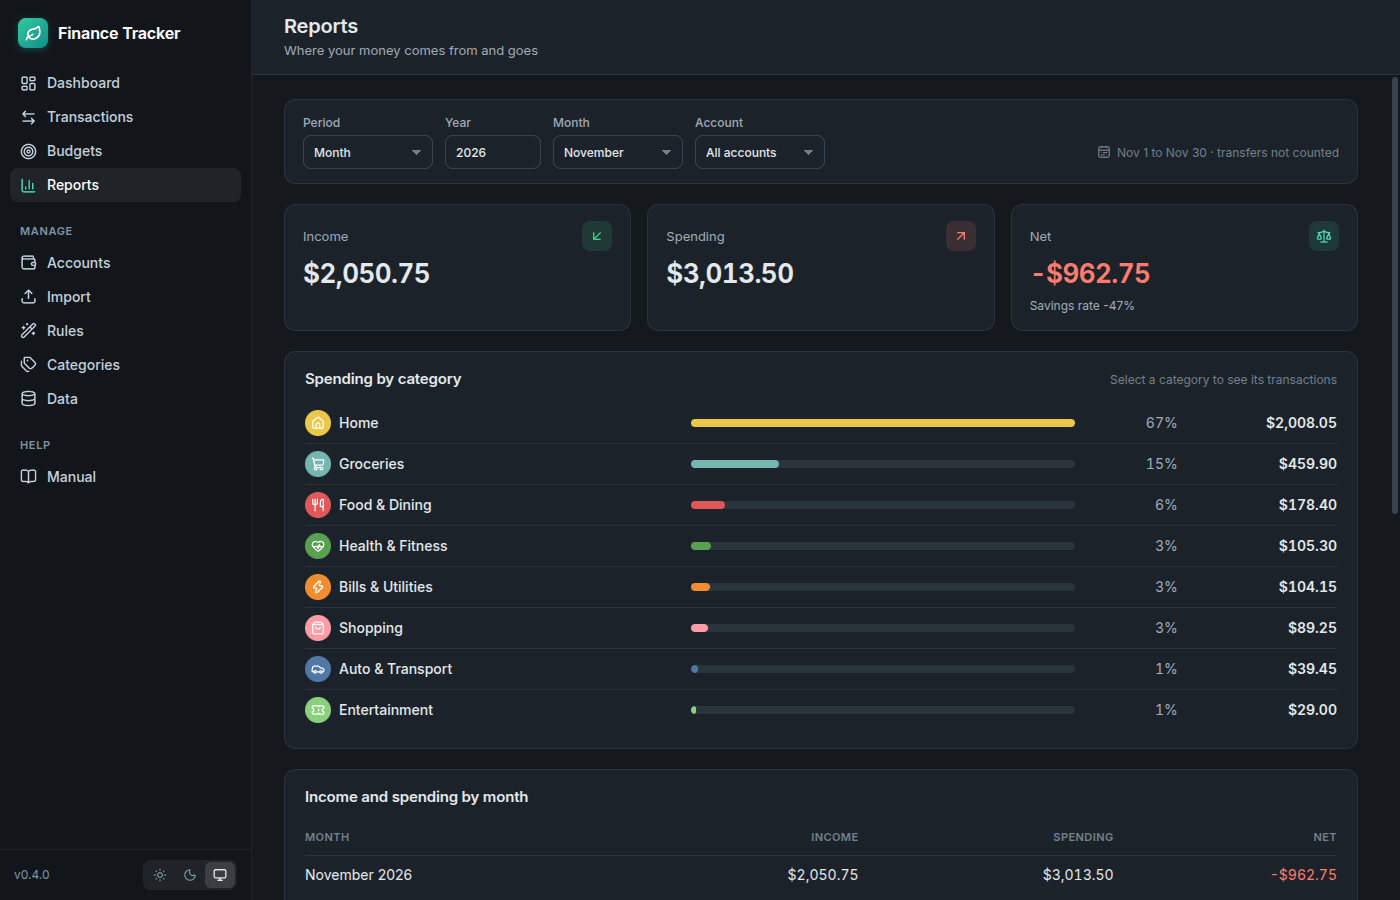 Finance Tracker
Dashboard
Transactions
Budgets
Reports
MANAGE
Accounts
Import
Rules
Categories
Data
HELP
Manual
v0.4.0
Reports
Where your money comes from and goes
Period Year Month Account
Month 2026 November All accounts
Nov 1 to Nov 30 · transfers not counted
Income
$2,050.75
Spending
$3,013.50
Net
-$962.75
Savings rate -47%
Spending by category
Select a category to see its transactions
Home 67% $2,008.05
Groceries 15% $459.90
Food & Dining 6% $178.40
Health & Fitness 3% $105.30
Bills & Utilities 3% $104.15
Shopping 3% $89.25
Auto & Transport 1% $39.45
Entertainment 1% $29.00
Income and spending by month
MONTH INCOME SPENDING NET
November 2026 $2,050.75 $3,013.50 -$962.75